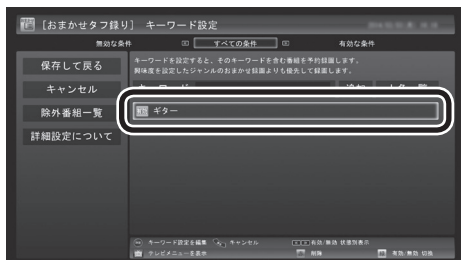 [おまかせタフ録り] キーワード設定
無効な条件 すべての条件 有効な条件
保存して戻る
キャンセル
除外番組一覧
詳細設定について
キーワードを設定すると、そのキーワードを含む番組を予約録画します。
興味度を設定したジャンルのおまかせ録画よりも優先して録画します。
ギター
キーワード設定を編集 キャンセル 有効/無効 状態別表示
テレビメニューを表示 削除 有効/無効 切換